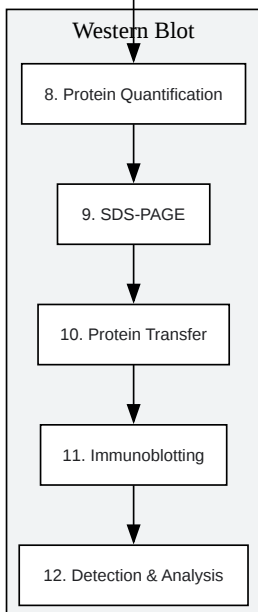 Western Blot
8. Protein Quantification
9. SDS-PAGE
10. Protein Transfer
11. Immunoblotting
12. Detection & Analysis